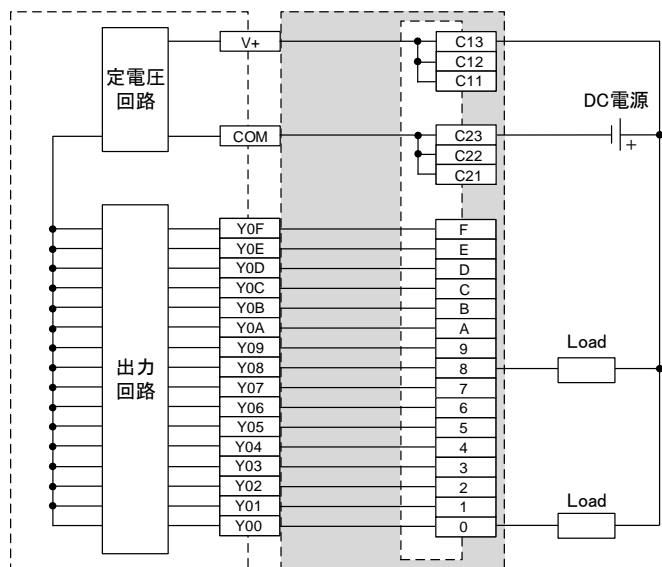 V+
C13
C12
C11
定電圧
回路
DC電源
COM
C23
+
C22
C21
Y0F
F
Y0E
E
Y0D
D
Y0C
C
Y0B
B
Y0A
A
Y09
9
Load
Y08
8
出力
回路
Y07
7
Y06
6
Y05
5
Y04
4
Y03
3
Y02
2
Y01
1
Load
Y00
0